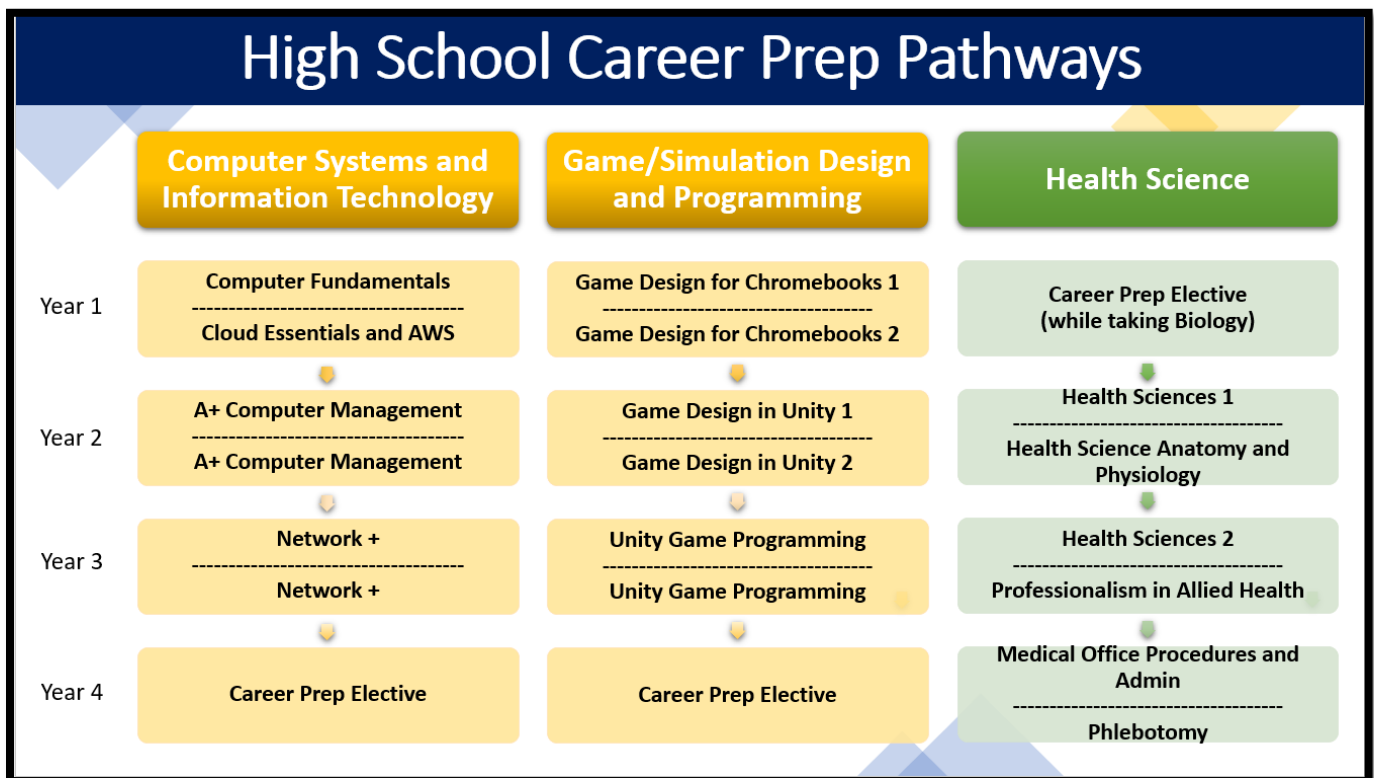 High School Career Prep Pathways
Computer Systems and
Information Technology
Game/Simulation Design
and Programming
Health Science
Year 1
Computer Fundamentals
-------------------------------------
Cloud Essentials and AWS
Game Design for Chromebooks 1
-------------------------------------
Game Design for Chromebooks 2
Career Prep Elective
(while taking Biology)
Year 2
A+ Computer Management
-------------------------------------
A+ Computer Management
Game Design in Unity 1
-------------------------------------
Game Design in Unity 2
Health Sciences 1
-------------------------------------
Health Science Anatomy and
Physiology
Year 3
Network +
-------------------------------------
Network +
Unity Game Programming
-------------------------------------
Unity Game Programming
Health Sciences 2
-------------------------------------
Professionalism in Allied Health
Year 4
Career Prep Elective
Career Prep Elective
Medical Office Procedures and
Admin
-------------------------------------
Phlebotomy